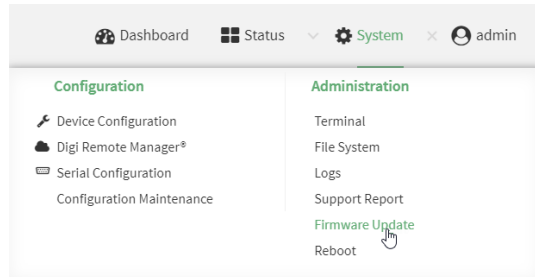 Dashboard Status System admin
Configuration
Device Configuration
Digi Remote Manager®
Serial Configuration
Configuration Maintenance
Administration
Terminal
File System
Logs
Support Report
Firmware Update
Reboot